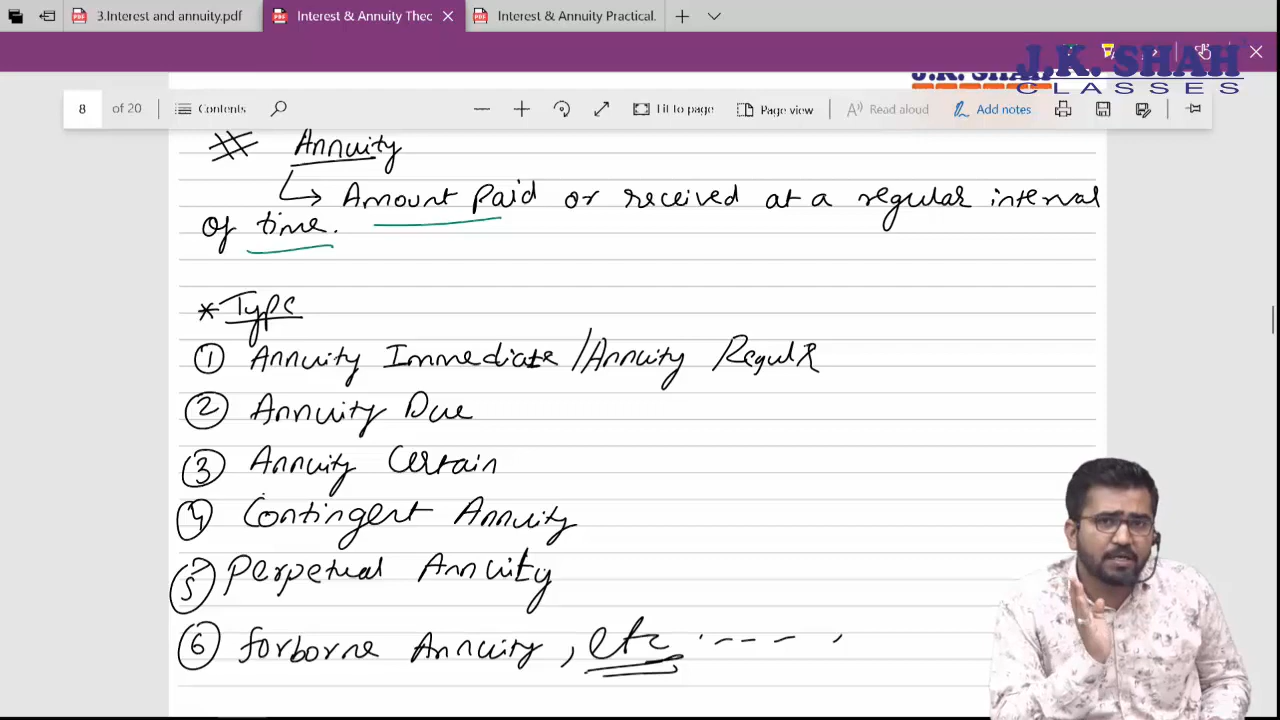 3.Interest and annuity.pdf
Interest & Annuity Thec
Interest & Annuity Practical.
J.K. SHAH
CLASSES
8 of 20 Contents Fit to page Page view Read aloud Add notes
Annuity
Amount Paid or received at a regular interval
of time.
* Type
① Annuity Immediate /Annuity Regular
② Annuity Due
③ Annuity Certain
④ Contingent Annuity
⑤ Perpetual Annuity
⑥ forborne Annuity, etc